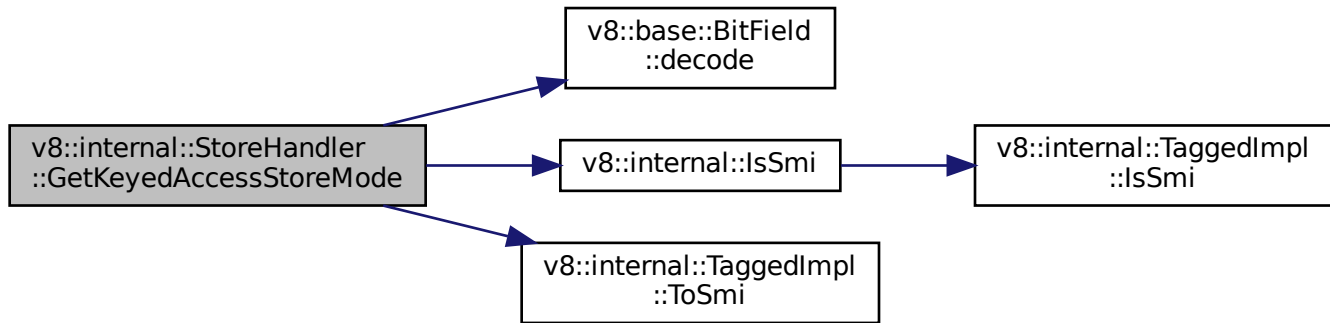 v8::base::BitField
::decode
v8::internal::StoreHandler
::GetKeyedAccessStoreMode
v8::internal::IsSmi
v8::internal::TaggedImpl
::IsSmi
v8::internal::TaggedImpl
::ToSmi